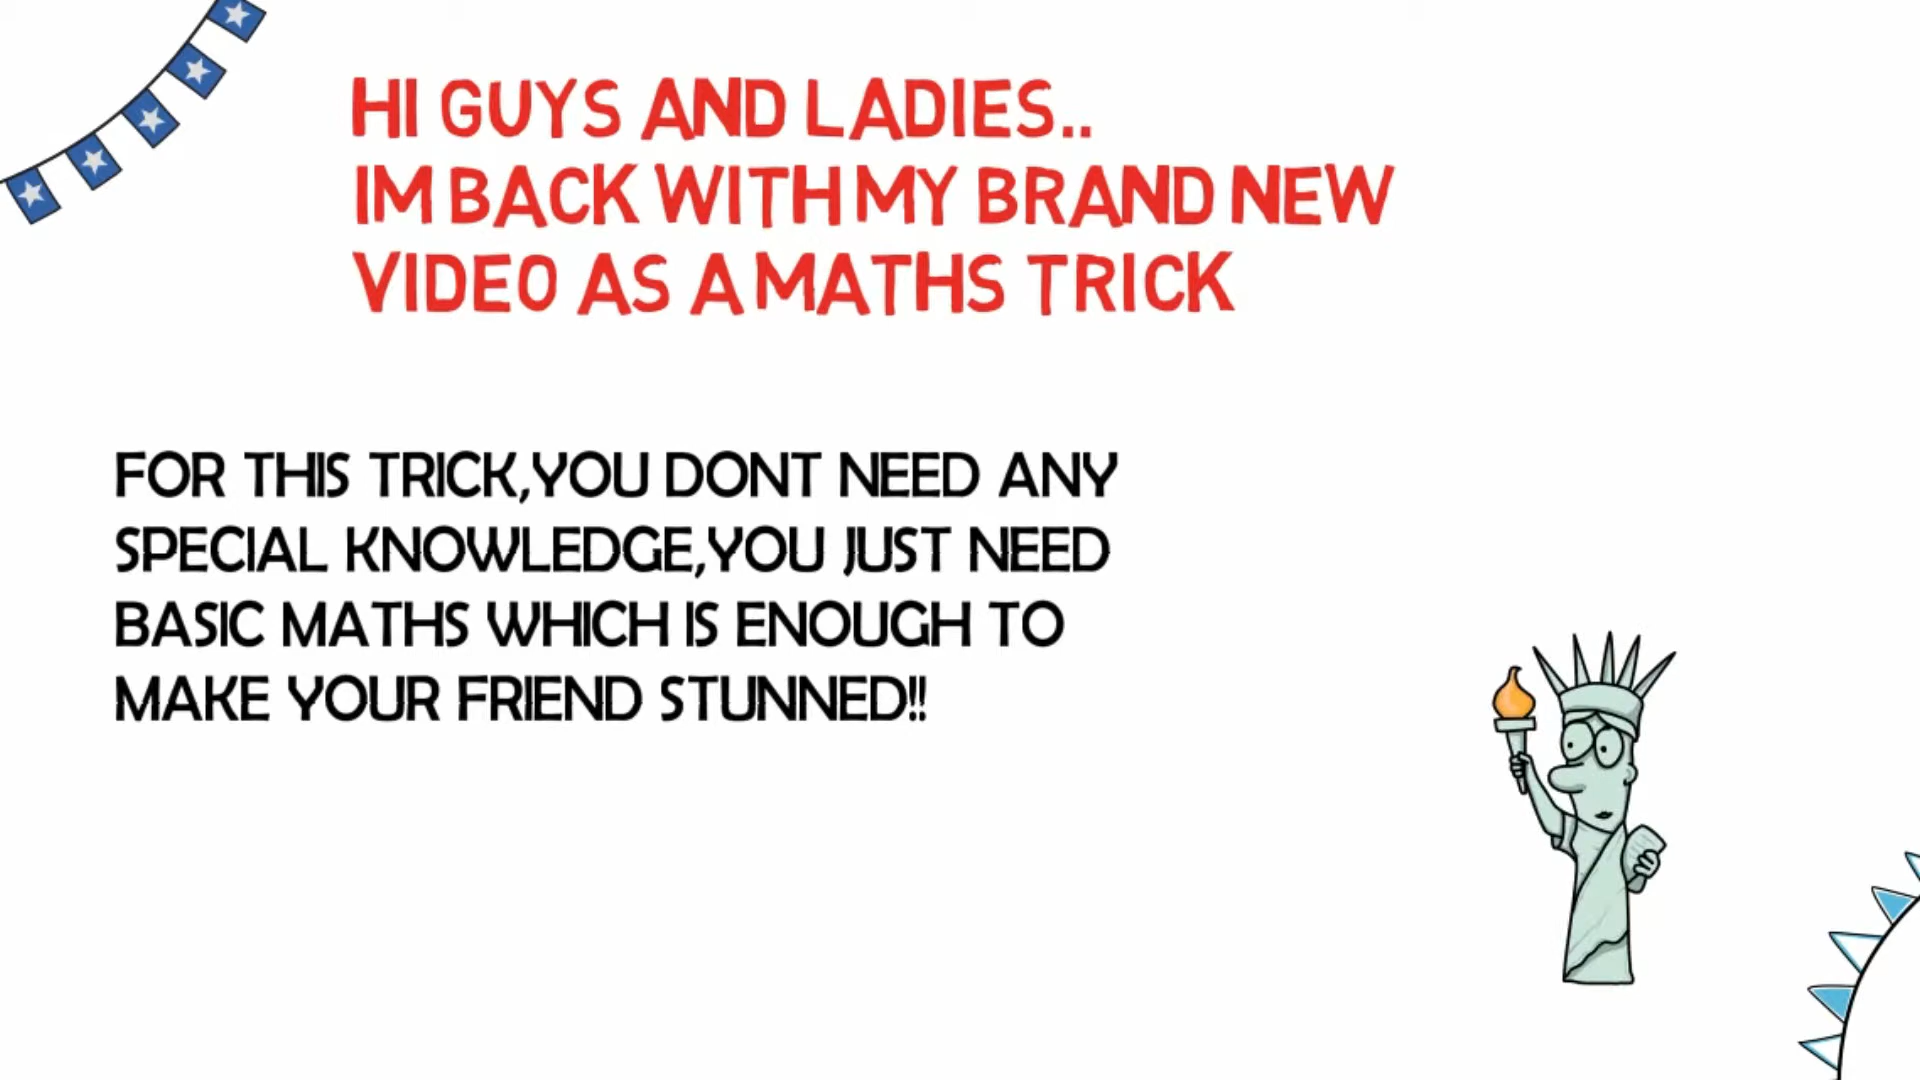 HI GUYS AND LADIES..
IM BACK WITH MY BRAND NEW
VIDEO AS A MATHS TRICK
FOR THIS TRICK,YOU DONT NEED ANY
SPECIAL KNOWLEDGE,YOU JUST NEED
BASIC MATHS WHICH IS ENOUGH TO
MAKE YOUR FRIEND STUNNED!!